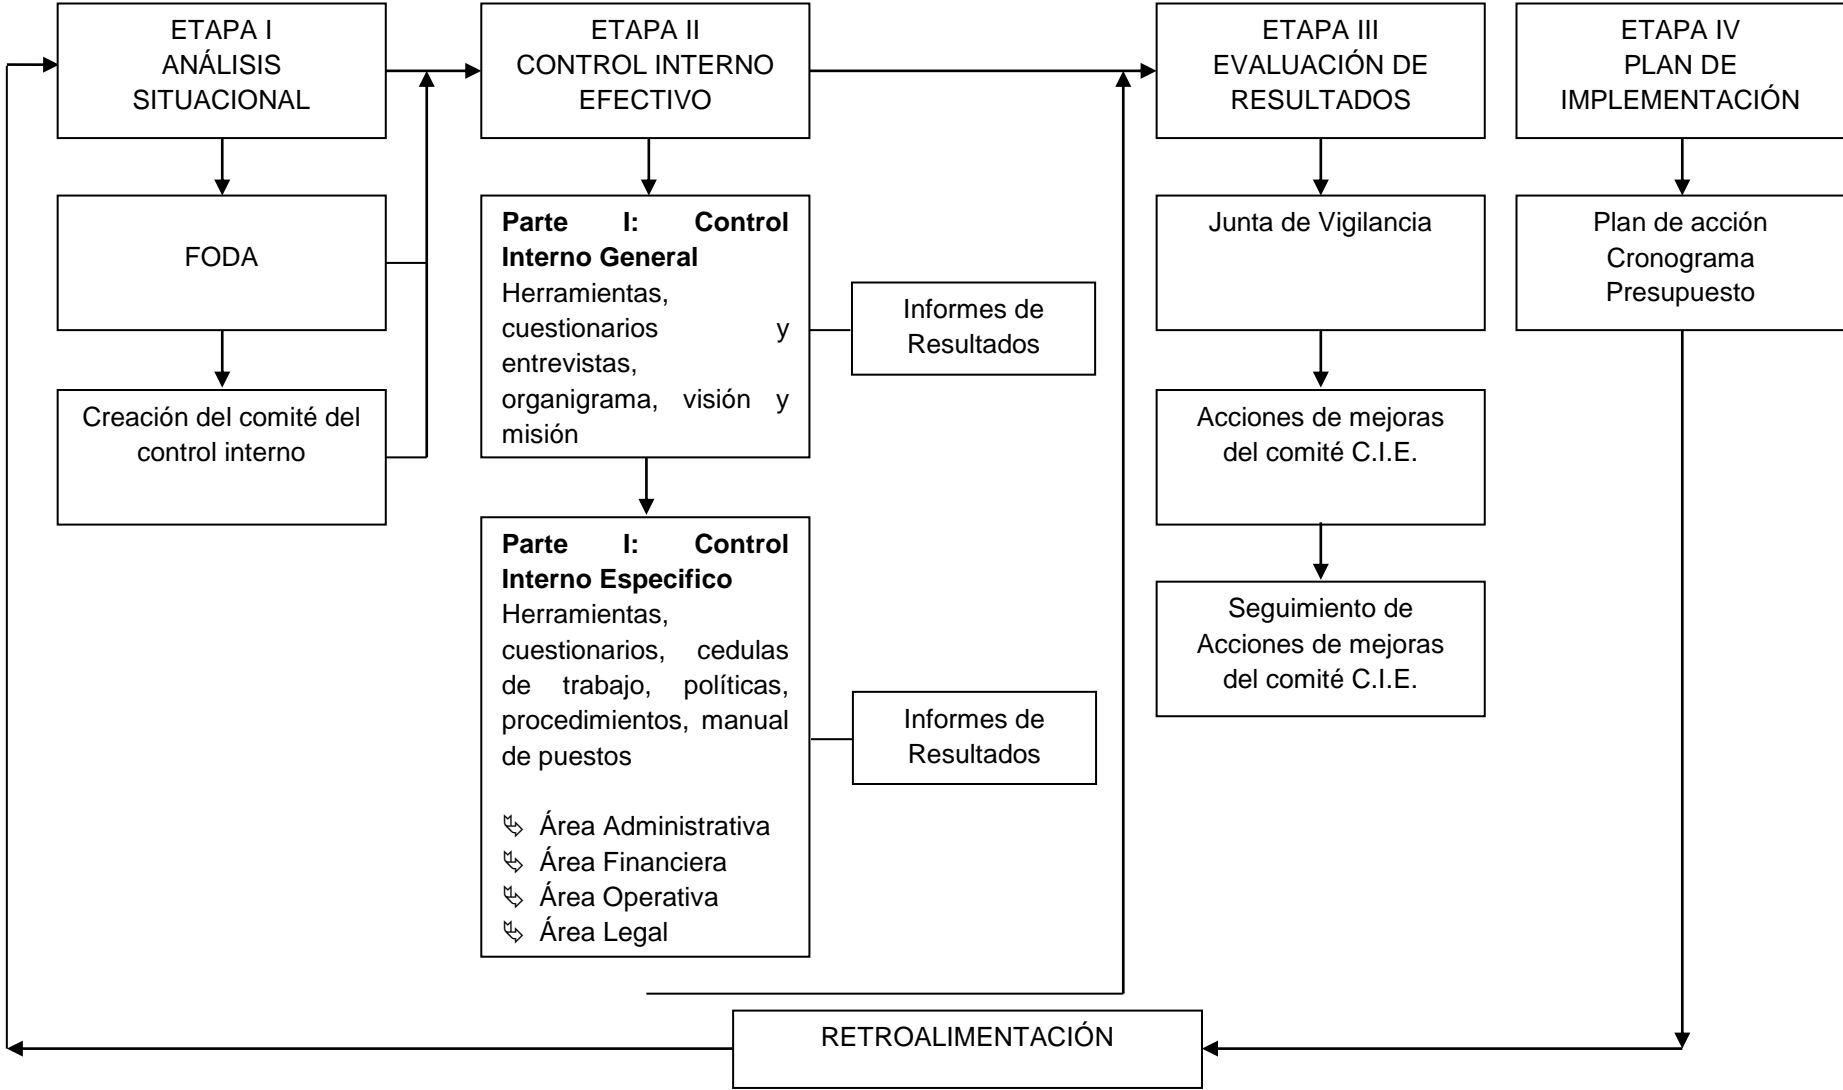 ETAPA I
ANÁLISIS
SITUACIONAL
FODA
Creación del comité del
control interno
ETAPA II
CONTROL INTERNO
EFECTIVO
Parte I: Control
Interno General
Herramientas,
cuestionarios y
entrevistas,
organigrama, visión y
misión
Informes de
Resultados
Parte I: Control
Interno Especifico
Herramientas,
cuestionarios, cedulas
de trabajo, políticas,
procedimientos, manual
de puestos
Área Administrativa
Área Financiera
Área Operativa
Área Legal
Informes de
Resultados
ETAPA III
EVALUACIÓN DE
RESULTADOS
Junta de Vigilancia
Acciones de mejoras
del comité C.I.E.
Seguimiento de
Acciones de mejoras
del comité C.I.E.
ETAPA IV
PLAN DE
IMPLEMENTACIÓN
Plan de acción
Cronograma
Presupuesto
RETROALIMENTACIÓN